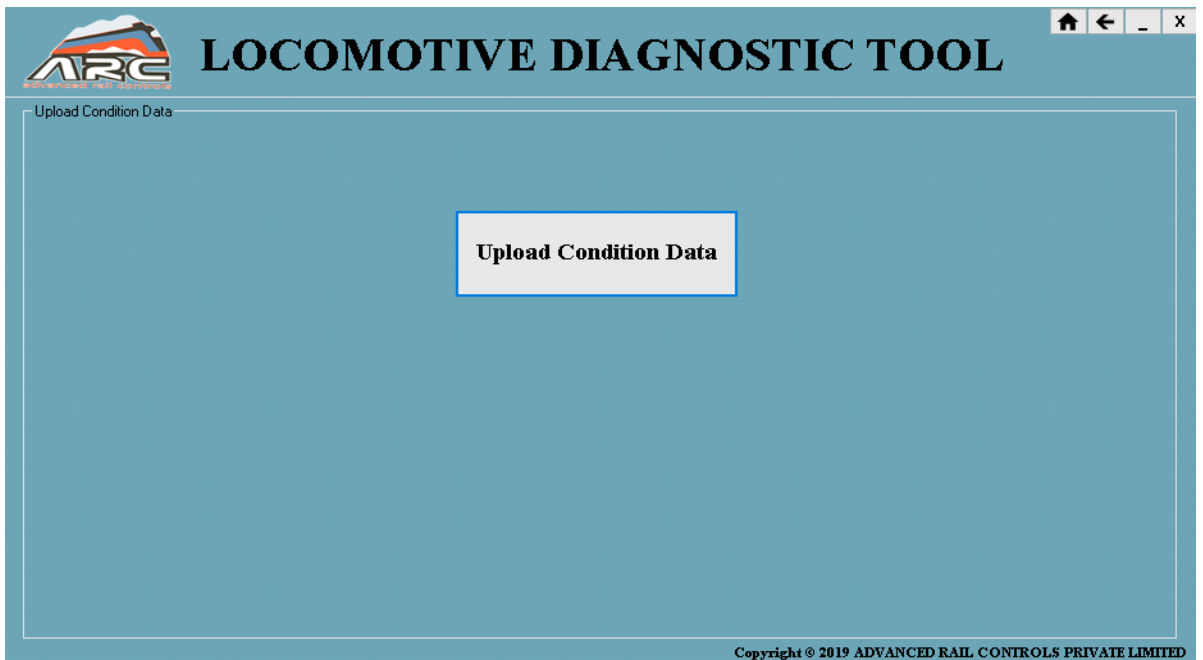 ARC
advanced rail controls
LOCOMOTIVE DIAGNOSTIC TOOL
_ X
Upload Condition Data
Upload Condition Data
Copyright © 2019 ADVANCED RAIL CONTROLS PRIVATE LIMITED